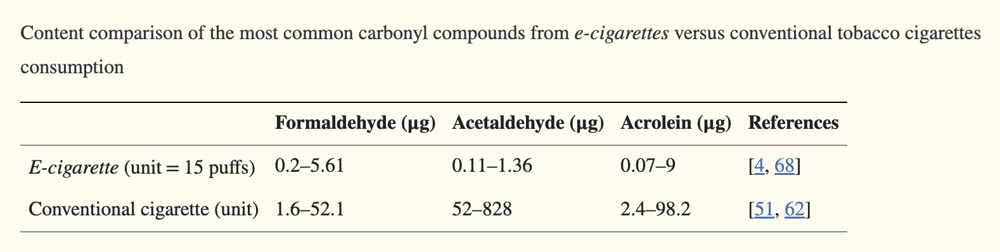 Content comparison of the most common carbonyl compounds from e-cigarettes versus conventional tobacco cigarettes
consumption
Formaldehyde (μg) Acetaldehyde (μg) Acrolein (μg) References
E-cigarette (unit = 15 puffs) 0.2–5.61 0.11–1.36 0.07–9 [4, 68]
Conventional cigarette (unit) 1.6–52.1 52–828 2.4–98.2 [51, 62]